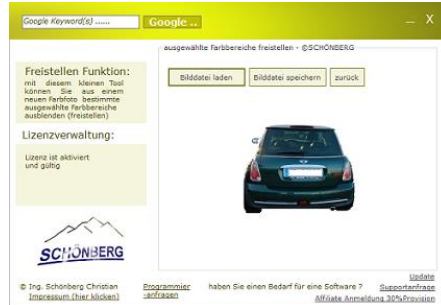 Google Keyword(s) ......
Google ..
_ X
ausgewählte Farbbereiche freistellen - ©SCHÖNBERG
Freistellen Funktion:
mit diesem kleinen Tool
können Sie aus einem
neuen Farbfoto bestimmte
ausgewählte Farbbereiche
ausblenden (freistellen)
Bilddatei laden
Bilddatei speichern
zurück
Lizenzverwaltung:
Lizenz ist aktiviert
und gültig
SCHÖNBERG
© Ing. Schönberg Christian
Impressum (hier klicken)
Programmier
-anfragen
haben Sie einen Bedarf für eine Software ?
Update
Supportanfrage
Affiliate Anmeldung 30%Provision